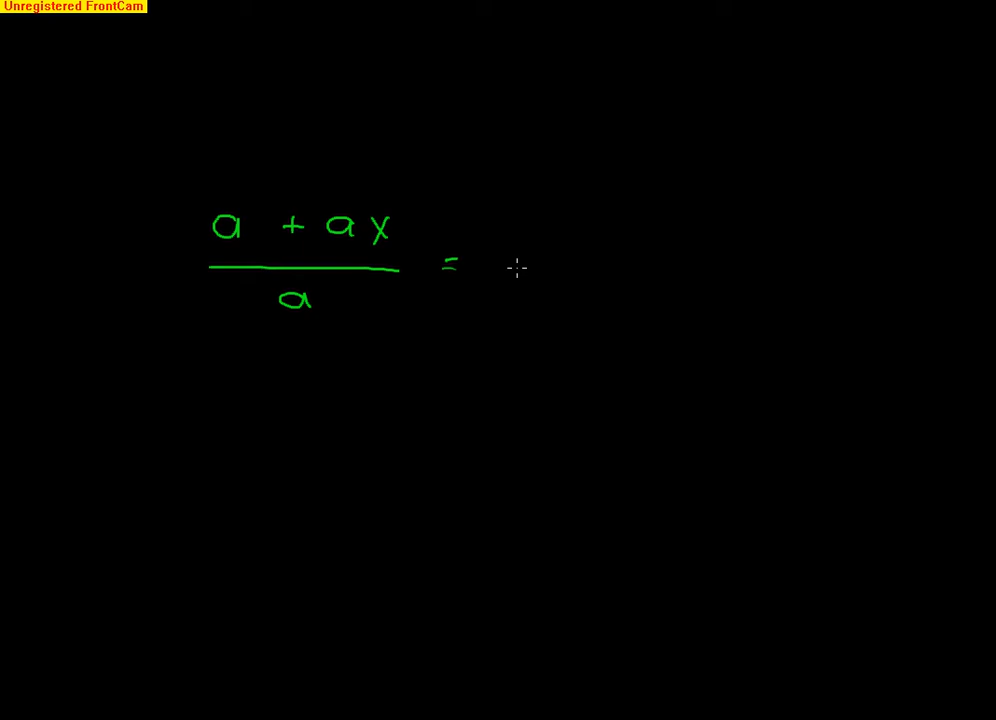 Unregistered FrontCam
a + ax
a
=